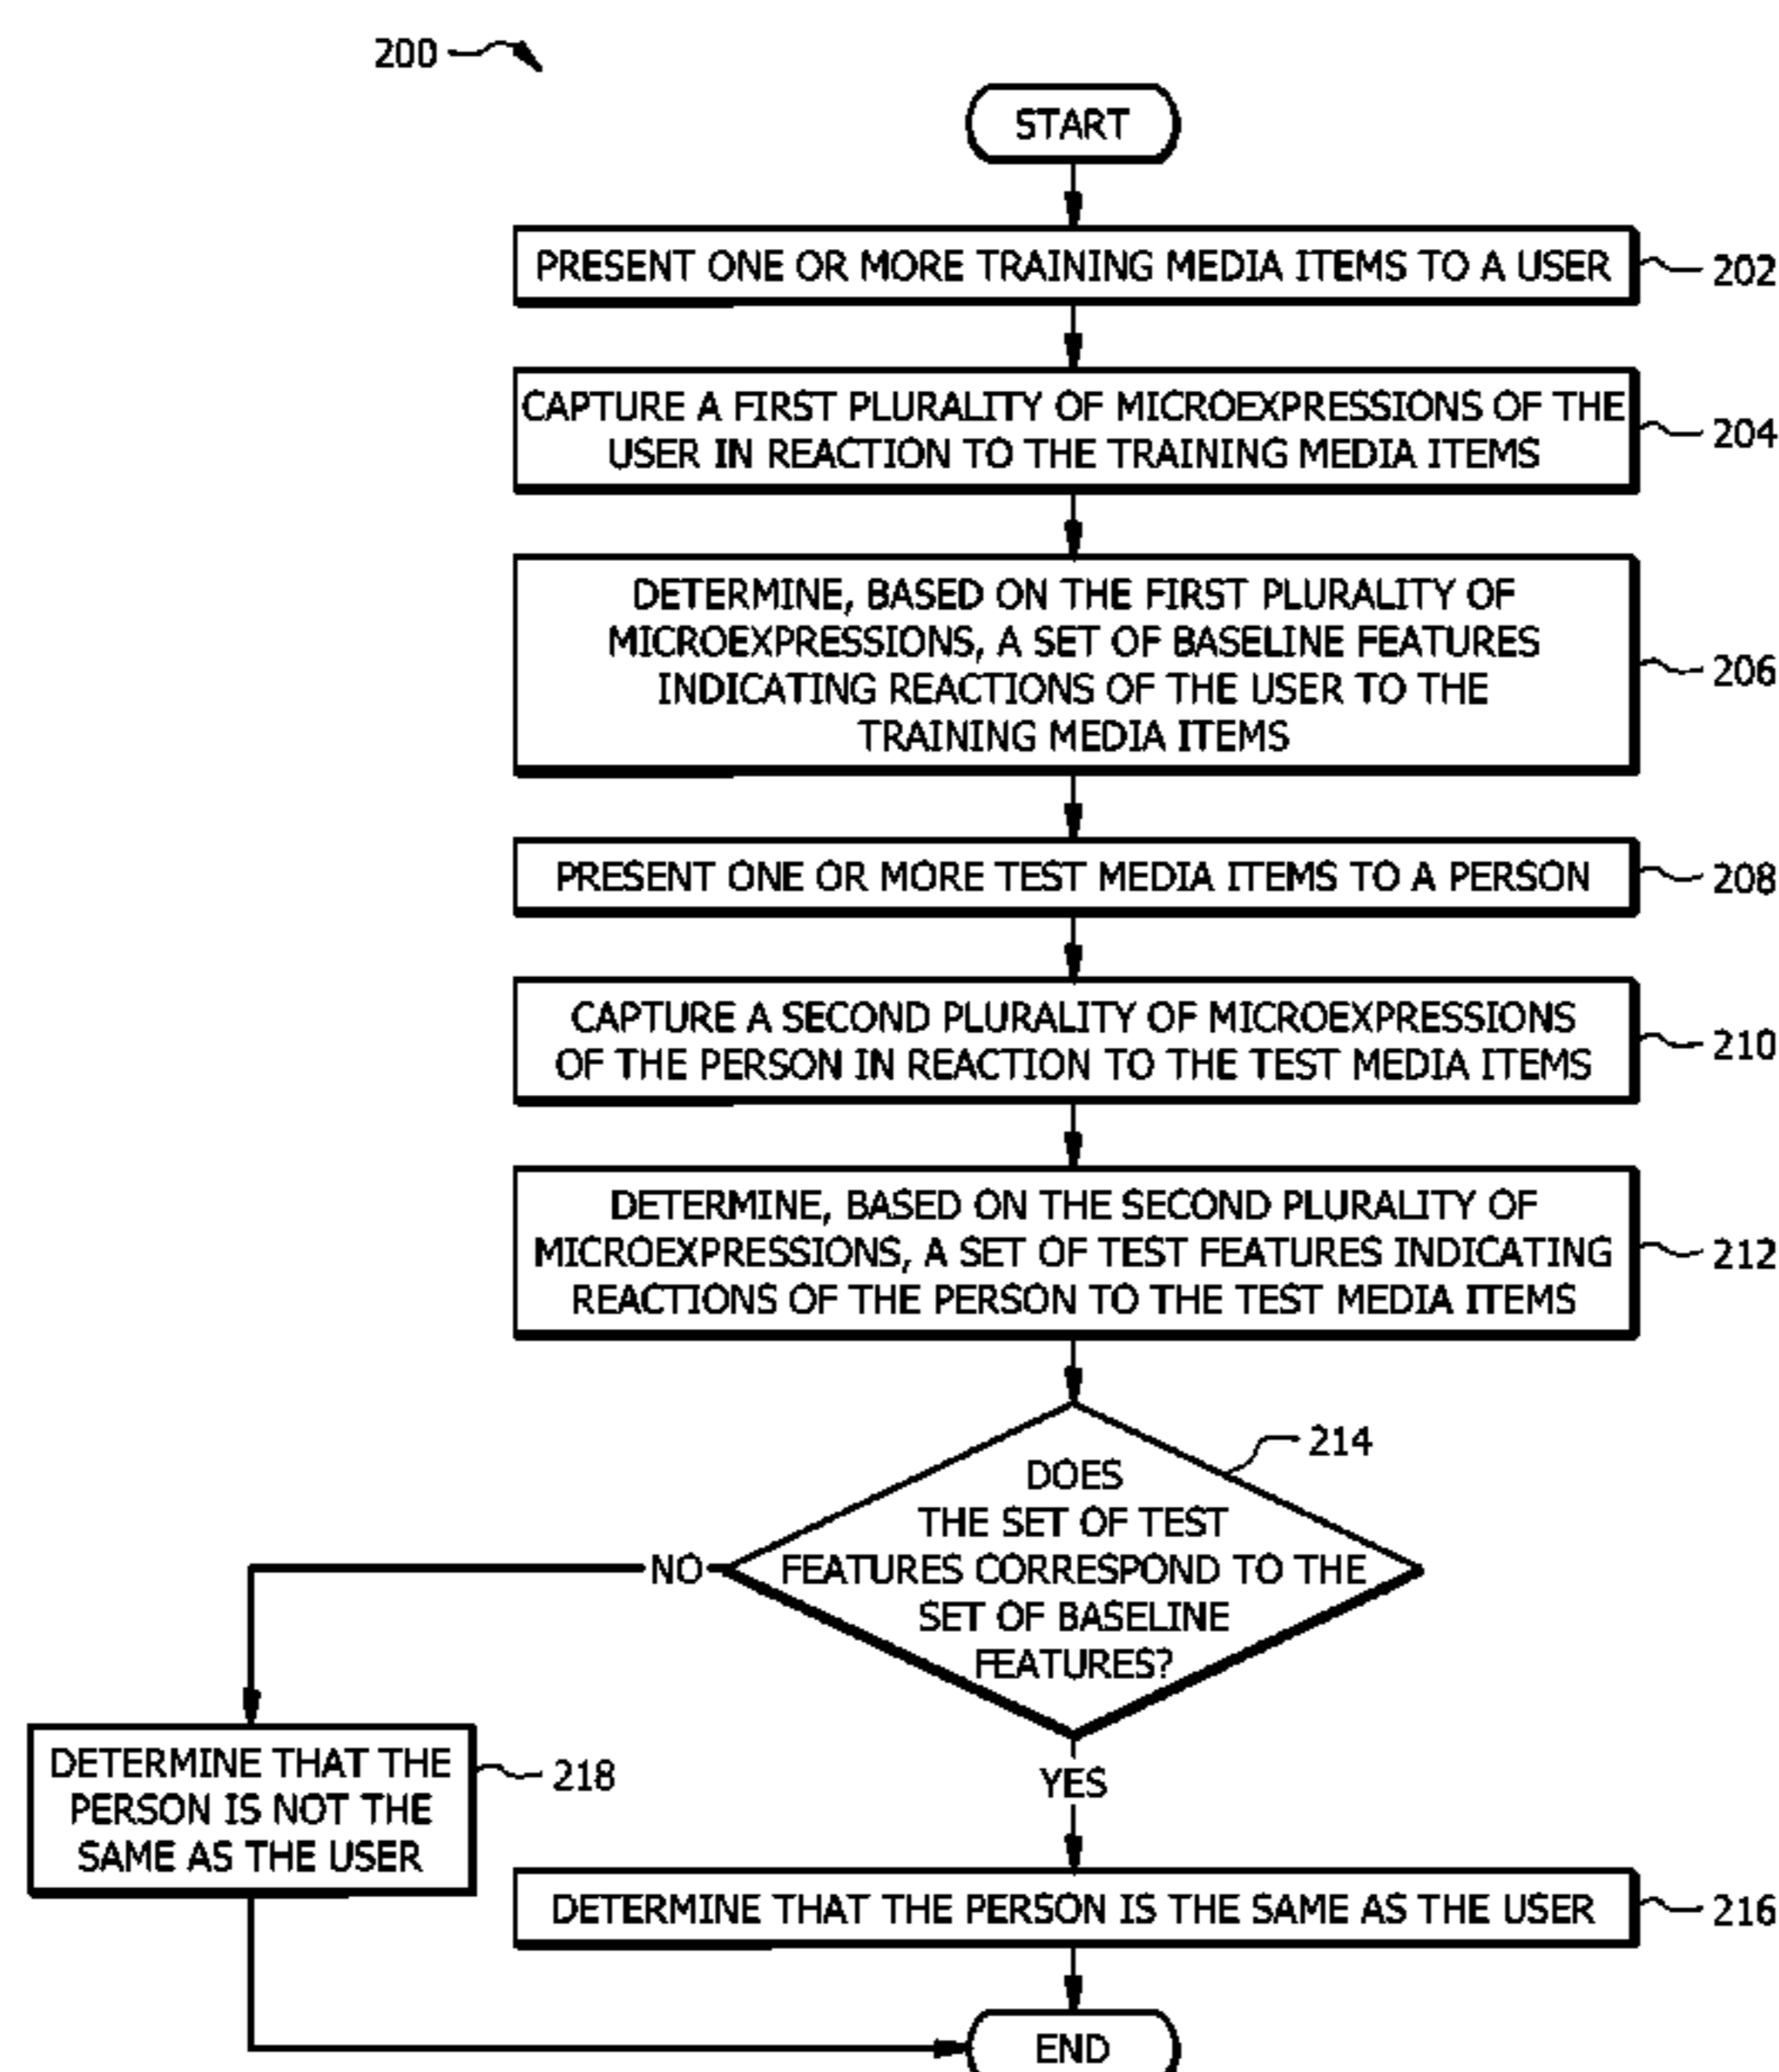 200
START
PRESENT ONE OR MORE TRAINING MEDIA ITEMS TO A USER
202
CAPTURE A FIRST PLURALITY OF MICROEXPRESSIONS OF THE
USER IN REACTION TO THE TRAINING MEDIA ITEMS
204
DETERMINE, BASED ON THE FIRST PLURALITY OF
MICROEXPRESSIONS, A SET OF BASELINE FEATURES
INDICATING REACTIONS OF THE USER TO THE
TRAINING MEDIA ITEMS
206
PRESENT ONE OR MORE TEST MEDIA ITEMS TO A PERSON
208
CAPTURE A SECOND PLURALITY OF MICROEXPRESSIONS
OF THE PERSON IN REACTION TO THE TEST MEDIA ITEMS
210
DETERMINE, BASED ON THE SECOND PLURALITY OF
MICROEXPRESSIONS, A SET OF TEST FEATURES INDICATING
REACTIONS OF THE PERSON TO THE TEST MEDIA ITEMS
212
214
DOES
THE SET OF TEST
FEATURES CORRESPOND TO THE
SET OF BASELINE
FEATURES?
NO
DETERMINE THAT THE
PERSON IS NOT THE
SAME AS THE USER
218
YES
DETERMINE THAT THE PERSON IS THE SAME AS THE USER
216
END